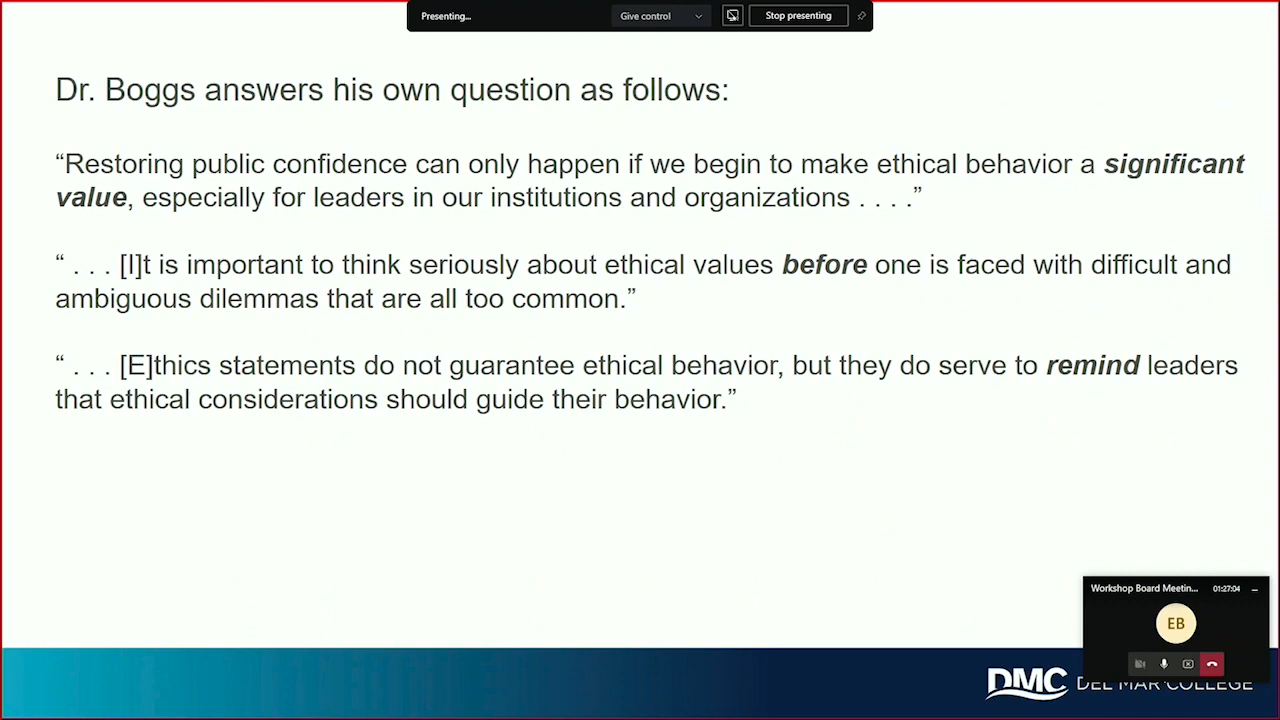 Presenting...
Give control
Stop presenting
Dr. Boggs answers his own question as follows:
“Restoring public confidence can only happen if we begin to make ethical behavior a significant
value, especially for leaders in our institutions and organizations . . . .”
“ . . . [I]t is important to think seriously about ethical values before one is faced with difficult and
ambiguous dilemmas that are all too common.”
“ . . . [E]thics statements do not guarantee ethical behavior, but they do serve to remind leaders
that ethical considerations should guide their behavior.”
Workshop Board Meetin...
01:27:04
EB
DMC DEL MAR COLLEGE